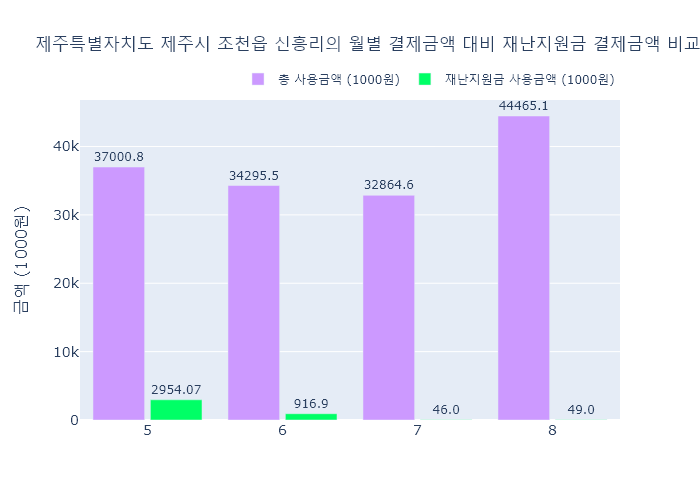 제주특별자치도 제주시 조천읍 신흥리의 월별 결제금액 대비 재난지원금 결제금액 비교
총 사용금액 (1000원) 재난지원금 사용금액 (1000원)
금액 (1000원)
44465.1
40k
37000.8
34295.5
32864.6
30k
20k
10k
2954.07
916.9
46.0
49.0
0
5 6 7 8